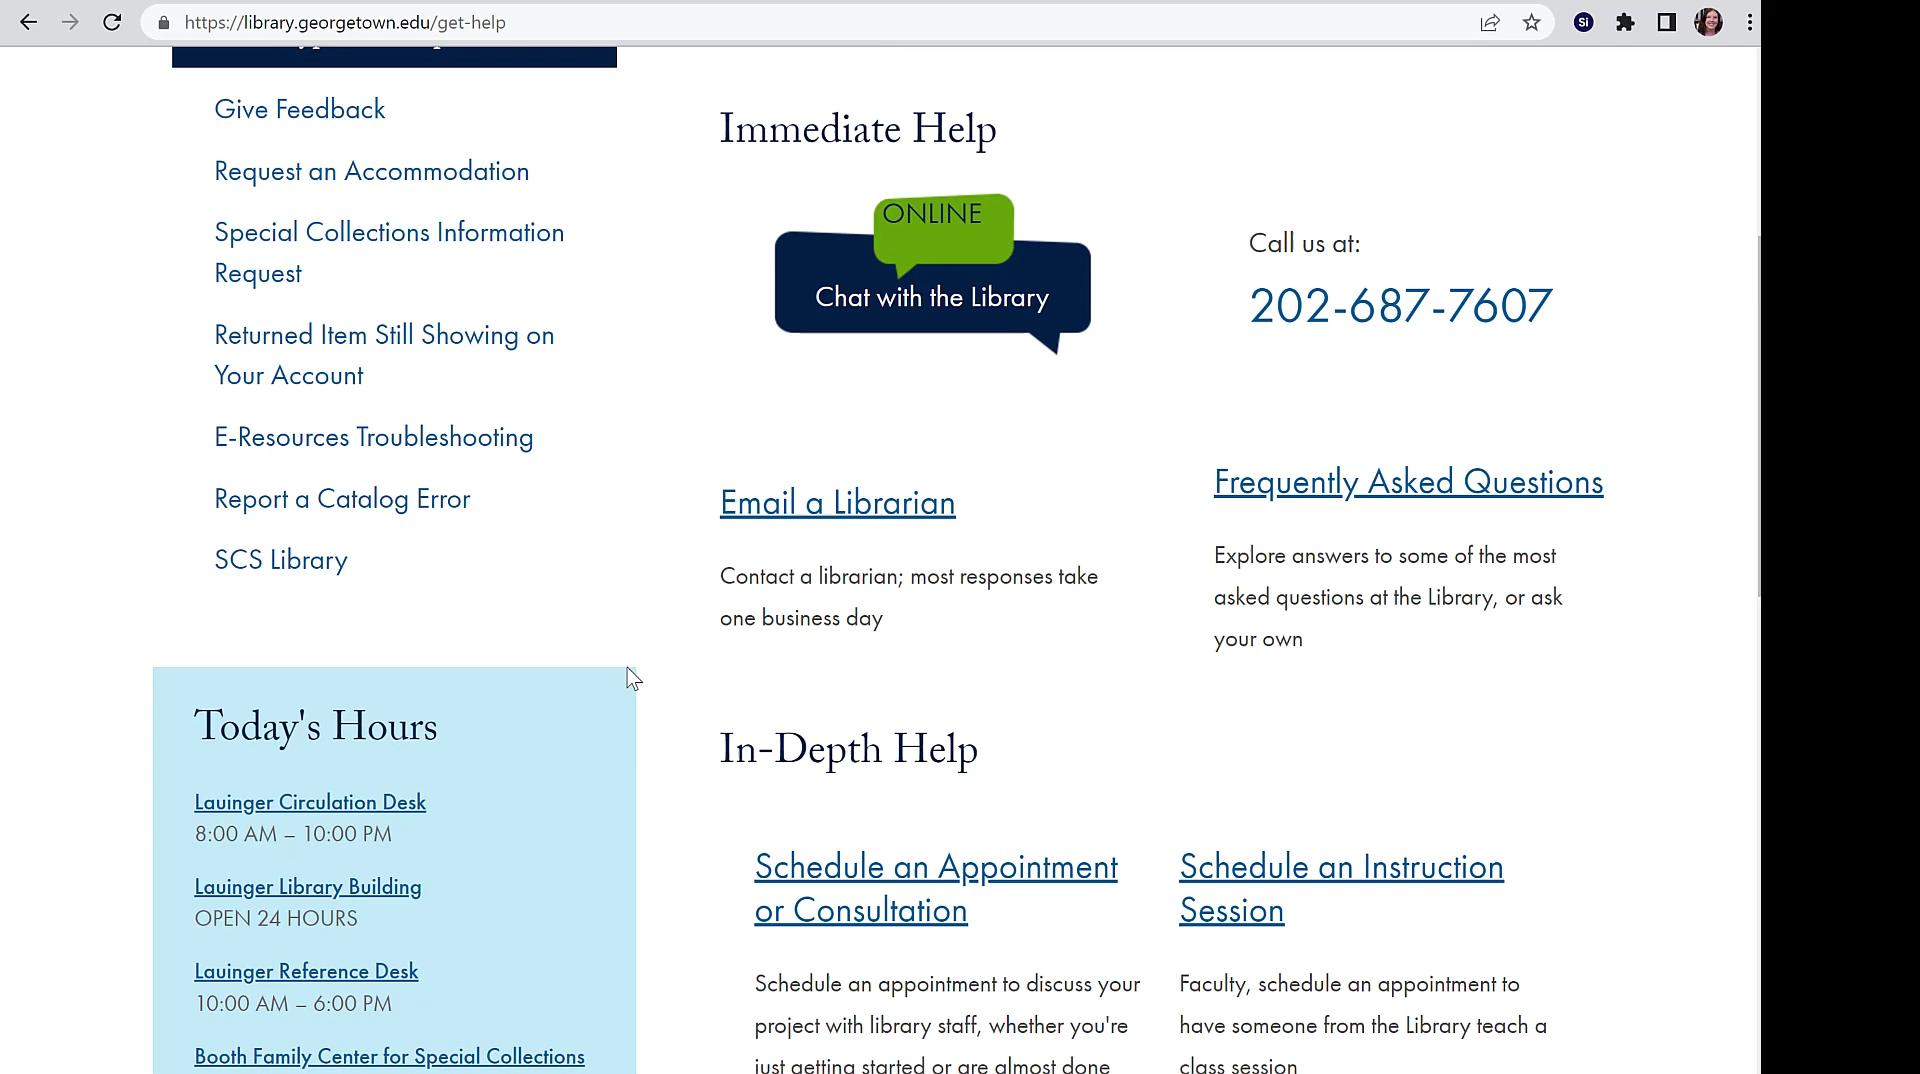 https://library.georgetown.edu/get-help
Si
Give Feedback
Request an Accommodation
Special Collections Information
Request
Returned Item Still Showing on
Your Account
E-Resources Troubleshooting
Report a Catalog Error
SCS Library
Today's Hours
Lauinger Circulation Desk
8:00 AM – 10:00 PM
Lauinger Library Building
OPEN 24 HOURS
Lauinger Reference Desk
10:00 AM – 6:00 PM
Booth Family Center for Special Collections
Immediate Help
ONLINE
Chat with the Library
Call us at:
202-687-7607
Email a Librarian
Contact a librarian; most responses take
one business day
Frequently Asked Questions
Explore answers to some of the most
asked questions at the Library, or ask
your own
In-Depth Help
Schedule an Appointment
or Consultation
Schedule an appointment to discuss your
project with library staff, whether you're
just getting started or are almost done
Schedule an Instruction
Session
Faculty, schedule an appointment to
have someone from the Library teach a
class session